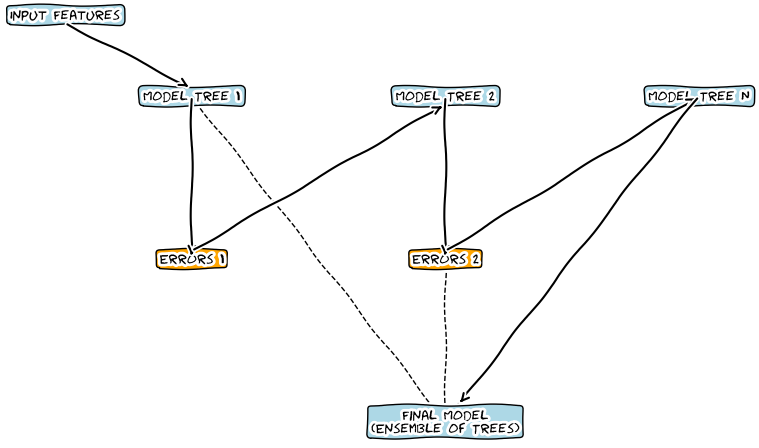 INPUT FEATURES
MODEL TREE 1
MODEL TREE 2
MODEL TREE N
ERRORS 1
ERRORS 2
FINAL MODEL
(ENSEMBLE OF TREES)